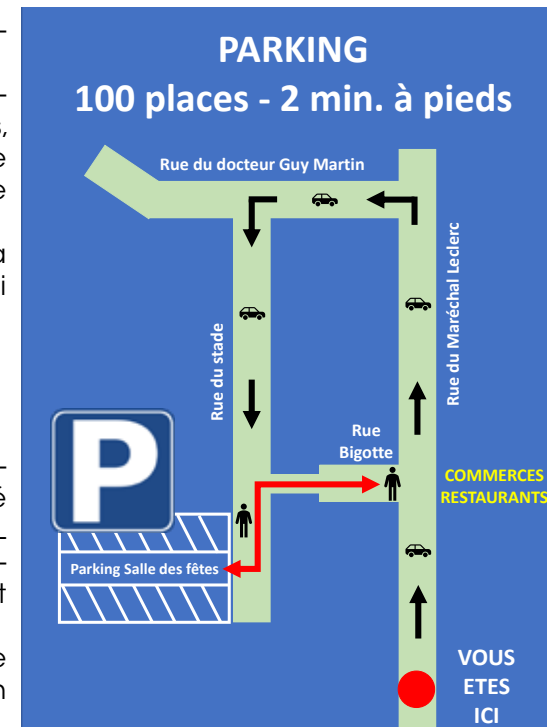 PARKING
100 places - 2 min. à pieds
Rue du docteur Guy Martin
Rue du Maréchal Leclerc
Rue du stade
Rue
Bigotte
COMMERCES
RESTAURANTS
P
Parking Salle des fêtes
VOUS
ETES
ICI